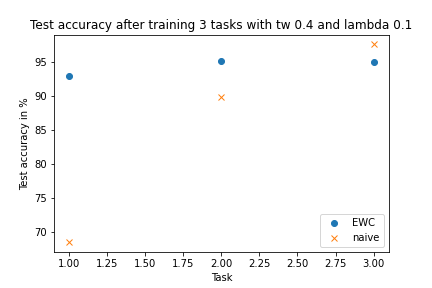 Test accuracy after training 3 tasks with tw 0.4 and lambda 0.1
Test accuracy in %
95
90
85
80
75
70
1.00 1.25 1.50 1.75 2.00 2.25 2.50 2.75 3.00
Task
EWC
naive